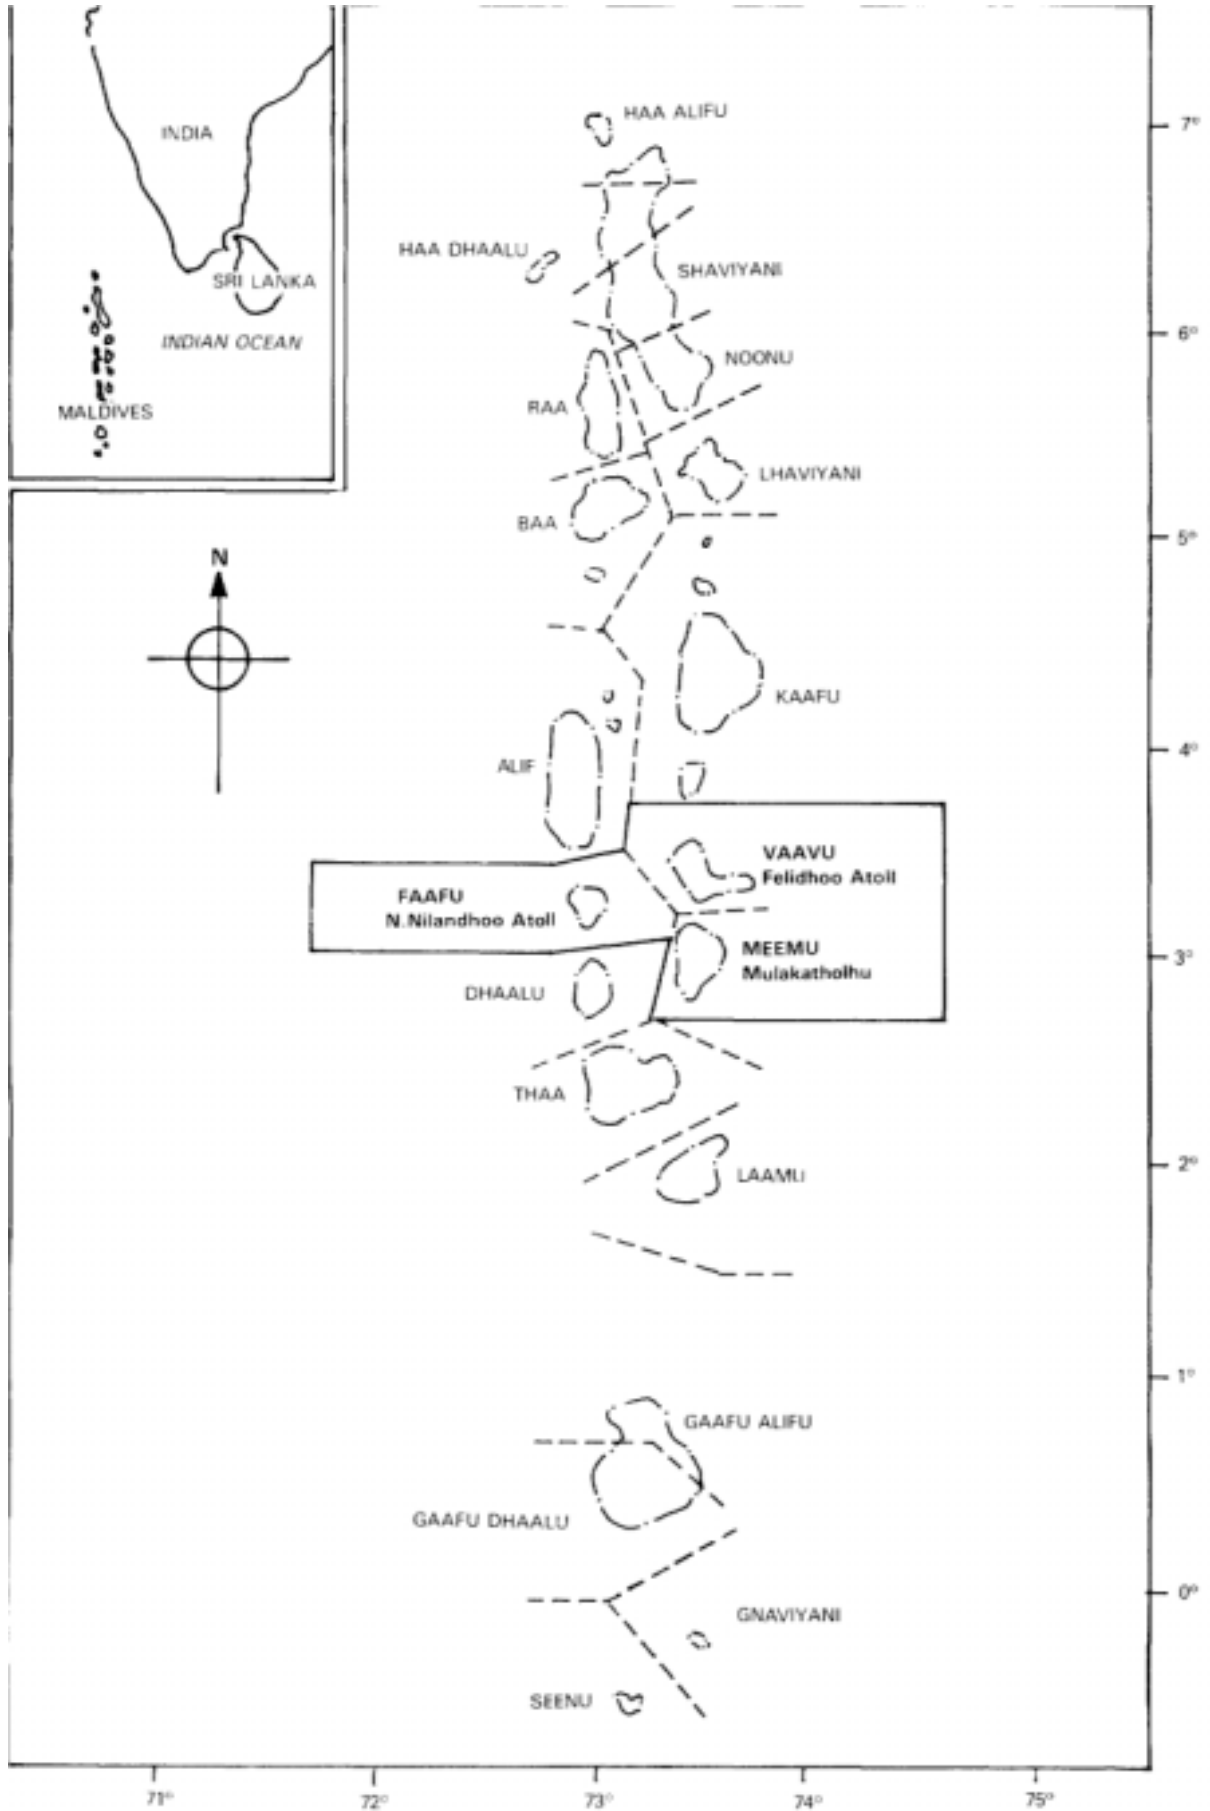 HAA ALIFU
7°
INDIA
HAA DHAALU
SHAVIYANI
SRI LANKA
INDIAN OCEAN
6°
NOONU
RAA
MALDIVES
LHAVIYANI
BAA
5°
N
KAAFU
4°
ALIF
VAAVU
Felidhoo Atoll
FAAFU
N.Nilandhoo Atoll
MEEMU
Mulakatholhu
3°
DHAALU
THAA
2°
LAAMU
1°
GAAFU ALIFU
GAAFU DHAALU
0°
GNAVIYANI
SEENU
71°
72°
73°
74°
75°